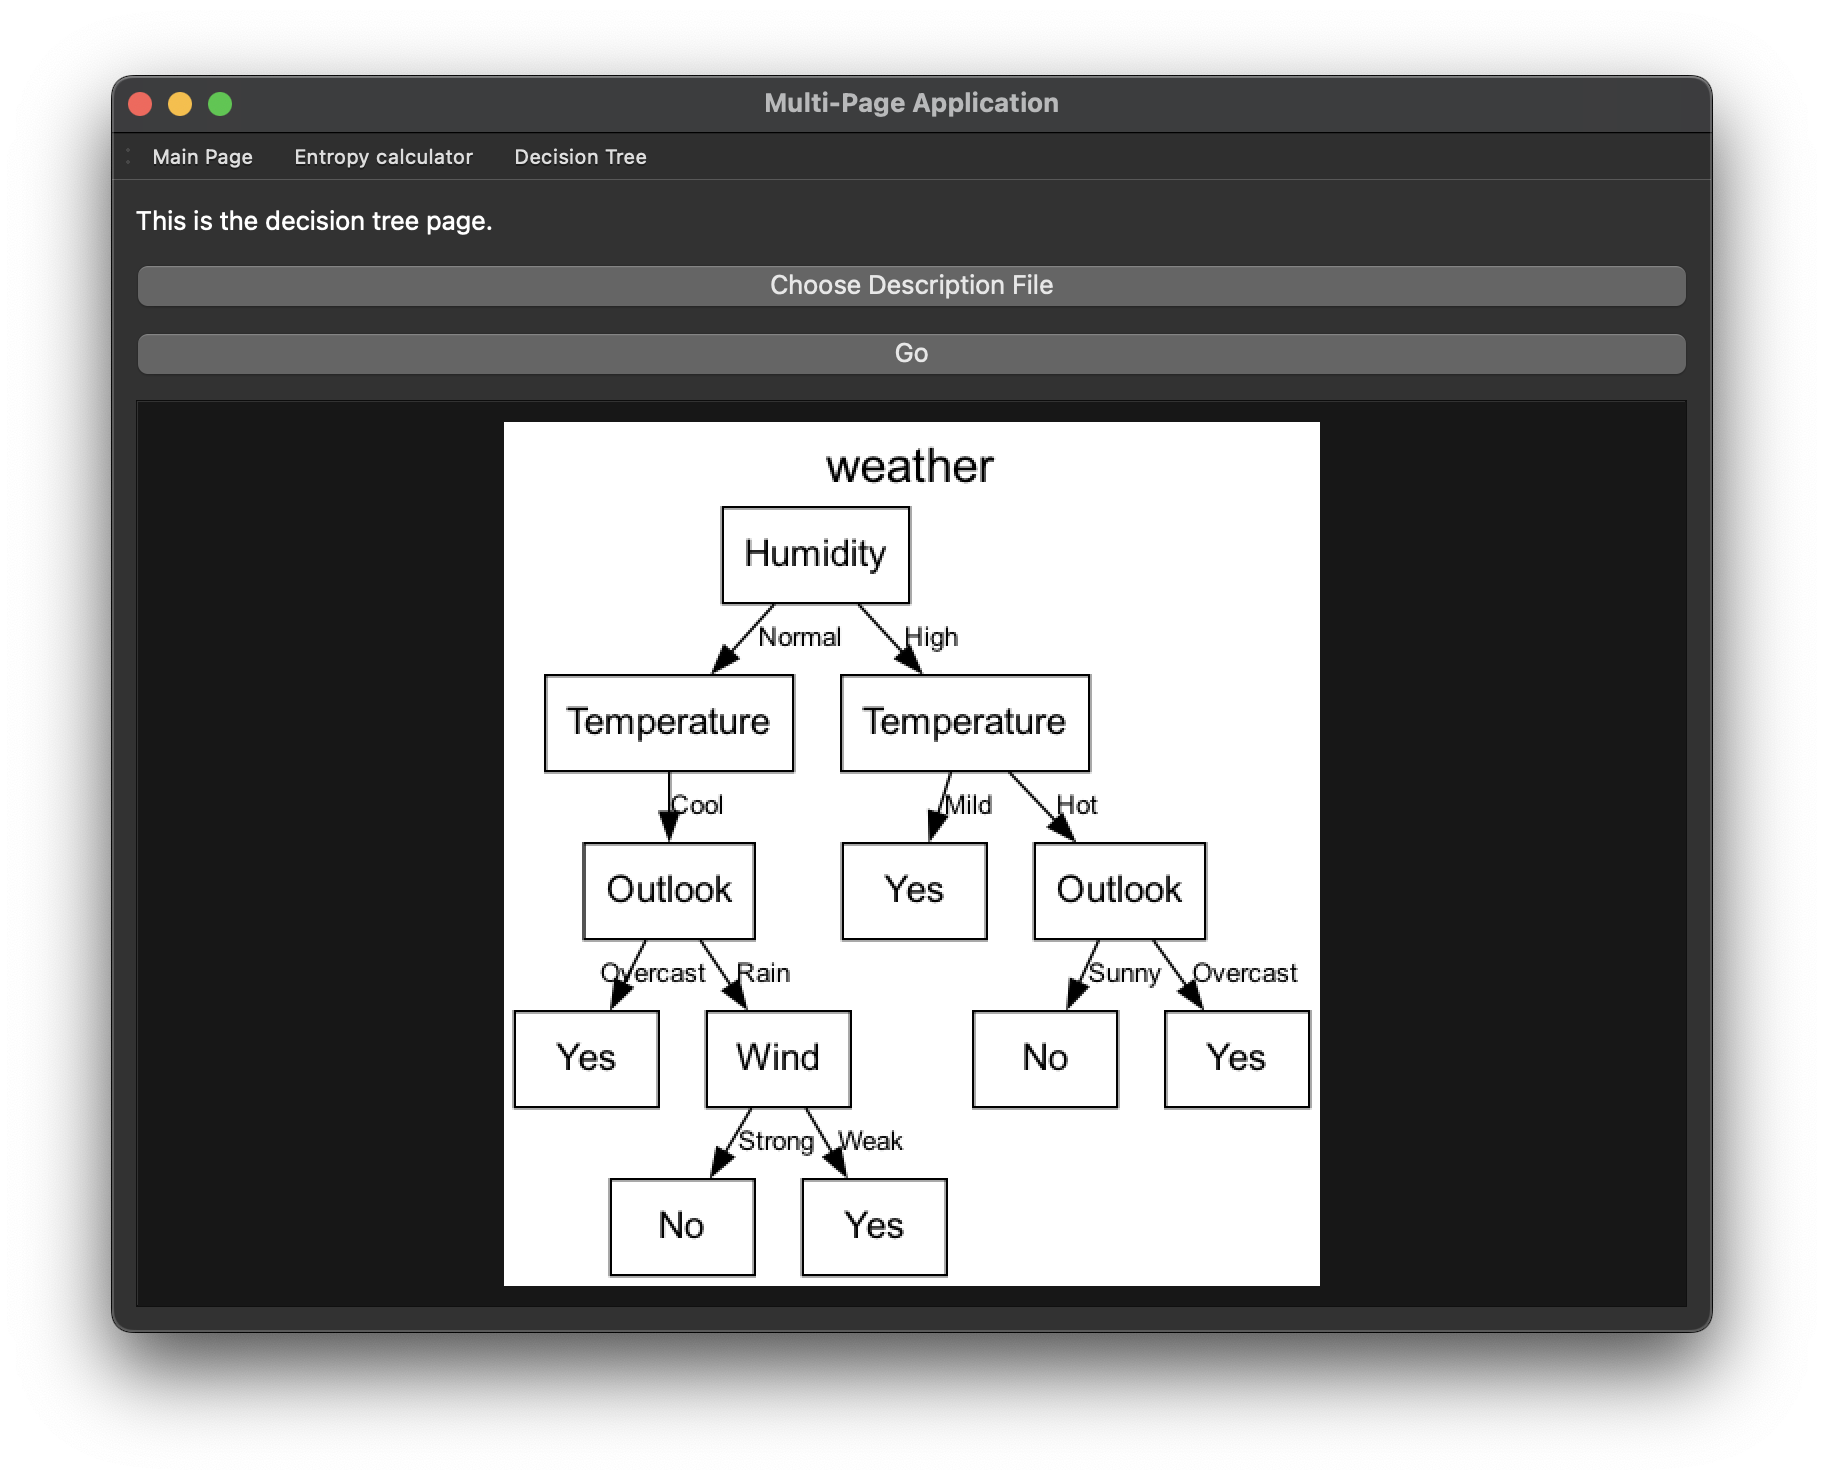 Multi-Page Application
Main Page Entropy calculator Decision Tree
This is the decision tree page.
Choose Description File
Go
weather
Humidity
Normal High
Temperature Temperature
Cool Mild Hot
Outlook Yes Outlook
Overcast Rain Sunny Overcast
Yes Wind No Yes
Strong Weak
No Yes